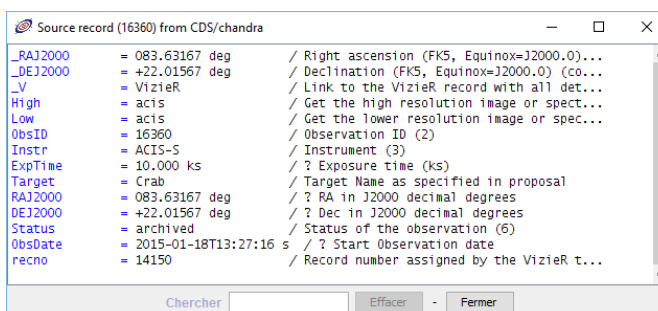 Source record (16360) from CDS/chandra
_RAJ2000 = 083.63167 deg / Right ascension (FK5, Equinox=J2000.0)...
_DEJ2000 = +22.01567 deg / Declination (FK5, Equinox=J2000.0) (co...
_V = VizieR / Link to the VizieR record with all det...
High = acis / Get the high resolution image or spect...
Low = acis / Get the lower resolution image or spec...
ObsID = 16360 / Observation ID (2)
Instr = ACIS-S / Instrument (3)
ExpTime = 10.000 ks / ? Exposure time (ks)
Target = Crab / Target Name as specified in proposal
RAJ2000 = 083.63167 deg / ? RA in J2000 decimal degrees
DEJ2000 = +22.01567 deg / ? Dec in J2000 decimal degrees
Status = archived / Status of the observation (6)
ObsDate = 2015-01-18T13:27:16 s / ? Start Observation date
recno = 14150 / Record number assigned by the VizieR t...
Chercher Effacer - Fermer